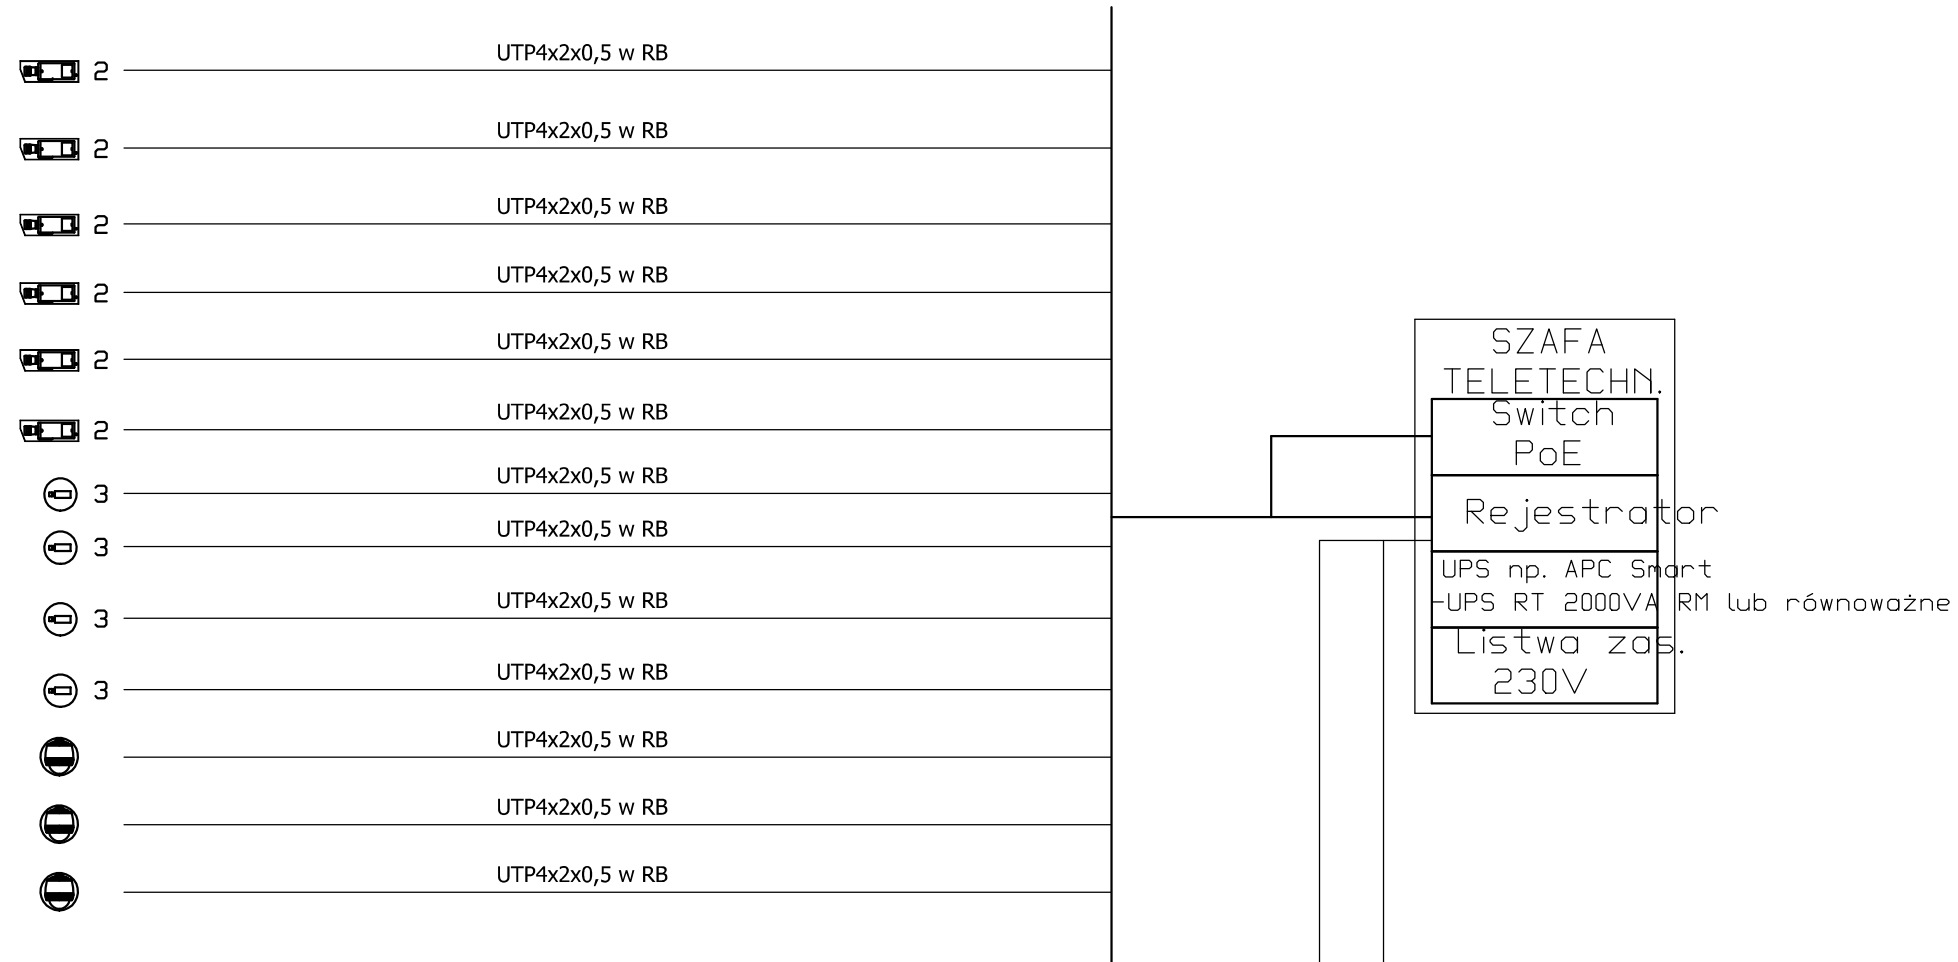 UTP4x2x0,5 w RB
2
UTP4x2x0,5 w RB
2
UTP4x2x0,5 w RB
2
UTP4x2x0,5 w RB
2
UTP4x2x0,5 w RB
2
UTP4x2x0,5 w RB
2
UTP4x2x0,5 w RB
3
UTP4x2x0,5 w RB
3
UTP4x2x0,5 w RB
3
UTP4x2x0,5 w RB
3
UTP4x2x0,5 w RB
UTP4x2x0,5 w RB
UTP4x2x0,5 w RB
SZAFA
TELETECHN.
Switch
PoE
Rejestrator
UPS np. APC Smart
-UPS RT 2000VA RM lub równoważne
Listwa zas.
230V